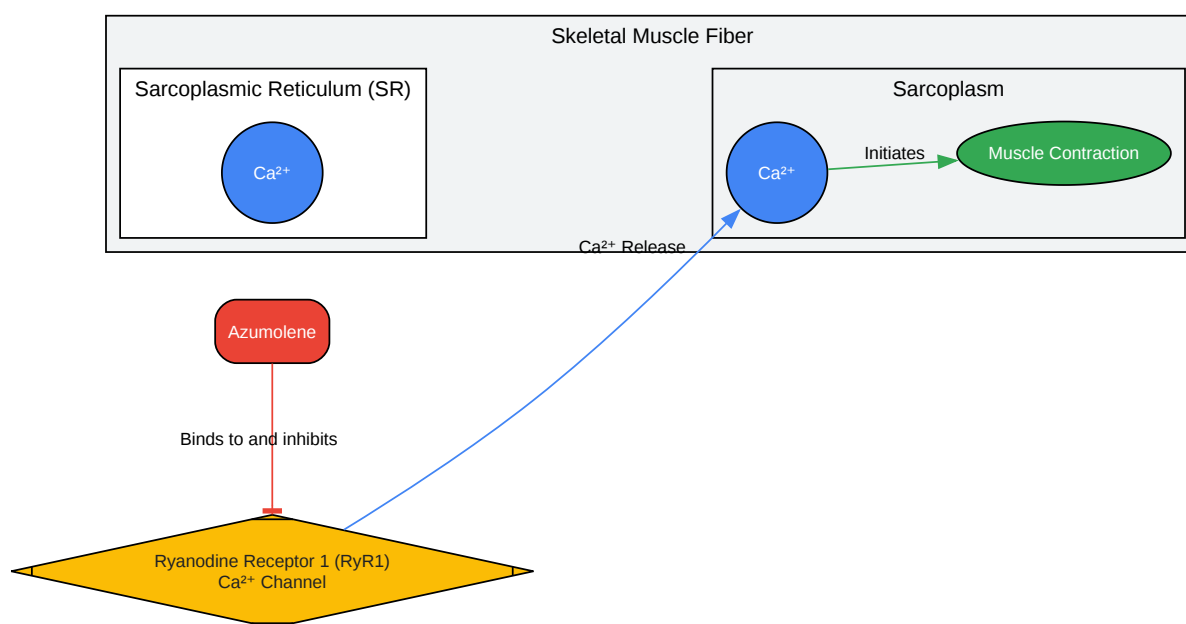 Skeletal Muscle Fiber
Sarcoplasmic Reticulum (SR)
Sarcoplasm
Ca²⁺
Ca²⁺
Initiates
Muscle Contraction
Ca²⁺ Release
Azumolene
Binds to and inhibits
Ryanodine Receptor 1 (RyR1)
Ca²⁺ Channel